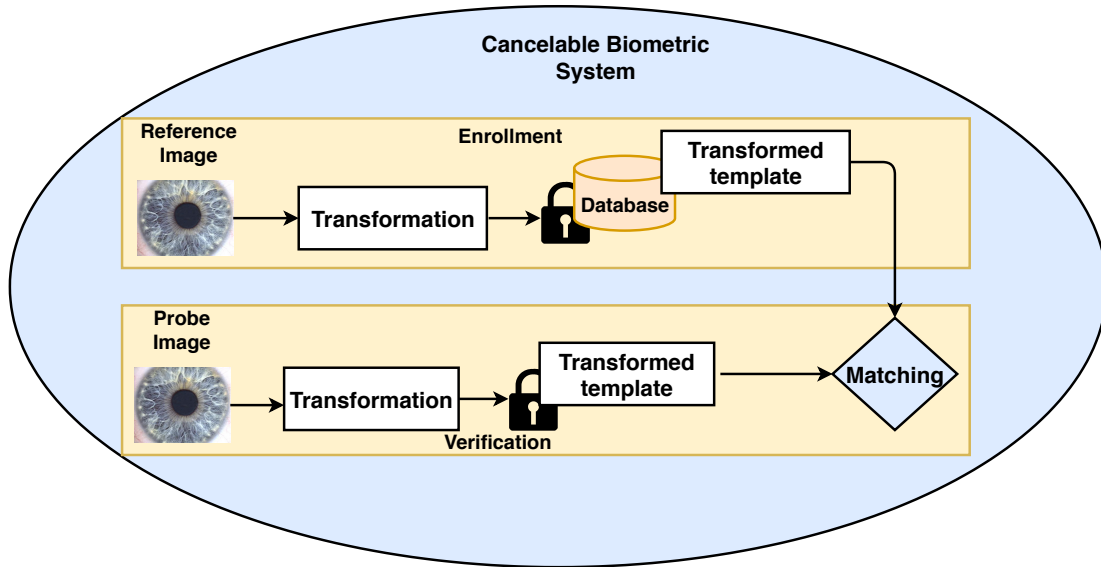 Cancelable Biometric
System
Reference
Image
Enrollment
Transformation
Database
Transformed
template
Probe
Image
Transformation
Verification
Transformed
template
Matching